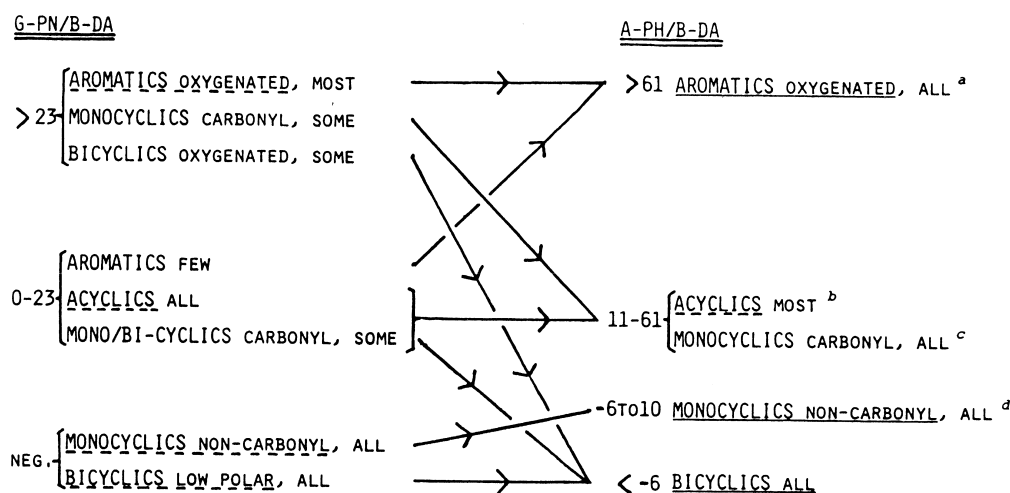 G-PN/B-DA
A-PH/B-DA
>23
AROMATICS OXYGENATED, MOST
MONOCYCLICS CARBONYL, SOME
BICYCLICS OXYGENATED, SOME
0-23
AROMATICS FEW
ACYCLICS ALL
MONO/BI-CYCLICS CARBONYL, SOME
NEG.
MONOCYCLICS NON-CARBONYL, ALL
BICYCLICS LOW POLAR, ALL
>61 AROMATICS OXYGENATED, ALL a
11-61
ACYCLICS MOST b
MONOCYCLICS CARBONYL, ALL c
-6TO10 MONOCYCLICS NON-CARBONYL, ALL d
<-6 BICYCLICS ALL